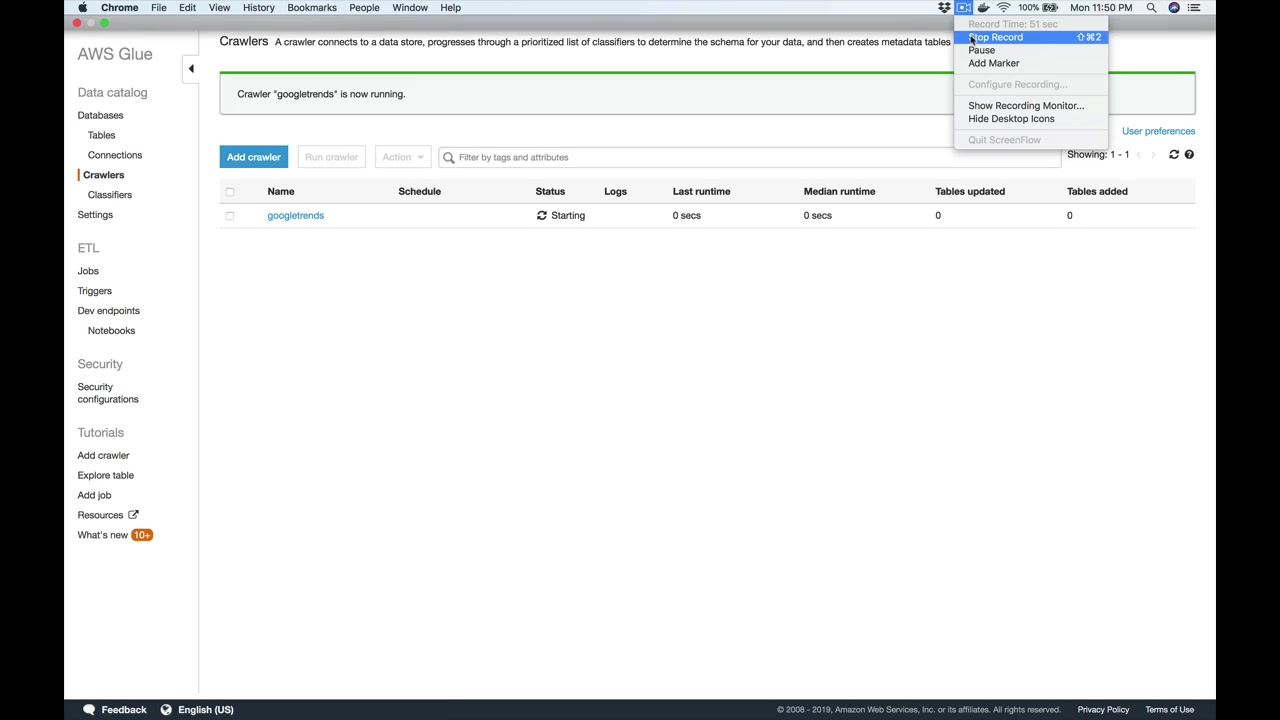 Chrome File Edit View History Bookmarks People Window Help 100% Mon 11:50 PM
Record Time: 51 sec
Stop Record ⇧⌘2
Pause
Add Marker
Configure Recording...
Show Recording Monitor...
Hide Desktop Icons
Quit ScreenFlow
AWS Glue
Data catalog
Databases
Tables
Connections
Crawlers
Classifiers
Settings
ETL
Jobs
Triggers
Dev endpoints
Notebooks
Security
Security
configurations
Tutorials
Add crawler
Explore table
Add job
Resources
What's new 10+
Crawlers A crawler connects to a data store, progresses through a prioritized list of classifiers to determine the schema for your data, and then creates metadata tables
Crawler "googletrends" is now running.
User preferences
Add crawler Run crawler Action Filter by tags and attributes Showing: 1 - 1
Name Schedule Status Logs Last runtime Median runtime Tables updated Tables added
googletrends Starting 0 secs 0 secs 0 0
Feedback English (US) © 2008 - 2019, Amazon Web Services, Inc. or its affiliates. All rights reserved. Privacy Policy Terms of Use